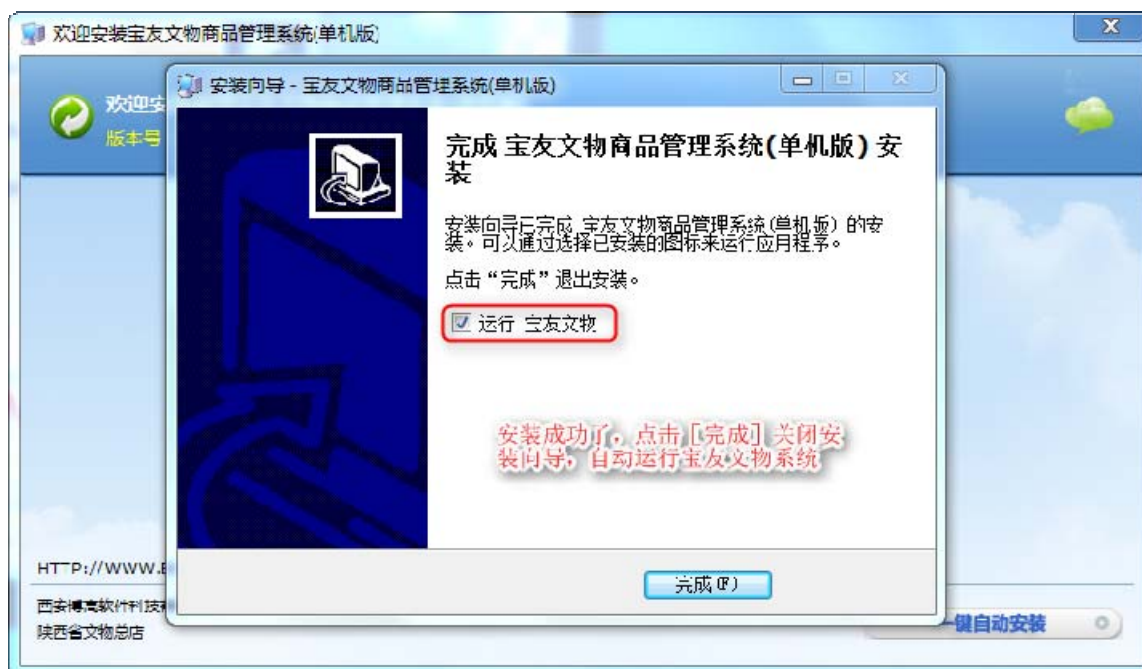 欢迎安装宝友文物商品管理系统(单机版)
安装向导 - 宝友文物商品管理系统(单机版)
欢迎安
版本号
完成 宝友文物商品管理系统(单机版) 安
装
安装向导已完成 宝友文物商品管理系统(单机版) 的安
装。可以通过选择已安装的图标来运行应用程序。
点击“完成”退出安装。
运行 宝友文物
安装成功了，点击［完成］关闭安
装向导，自动运行宝友文物系统
完成(F)
HTTP://WWW.
西安博高软件科技
陕西省文物总店
键自动安装